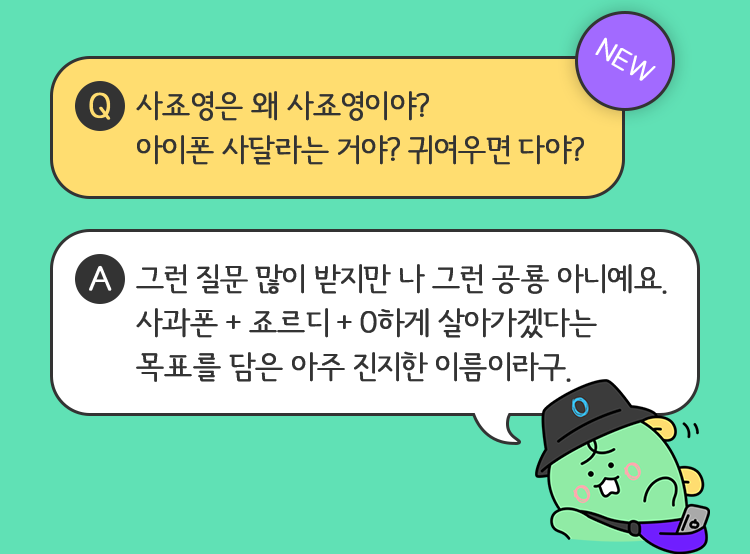 NEW
Q 사죠영은 왜 사죠영이야?
아이폰 사달라는 거야? 귀여우면 다야?
A 그런 질문 많이 받지만 나 그런 공룡 아니예요.
사과폰 + 죠르디 + 0하게 살아가겠다는
목표를 담은 아주 진지한 이름이라구.
0